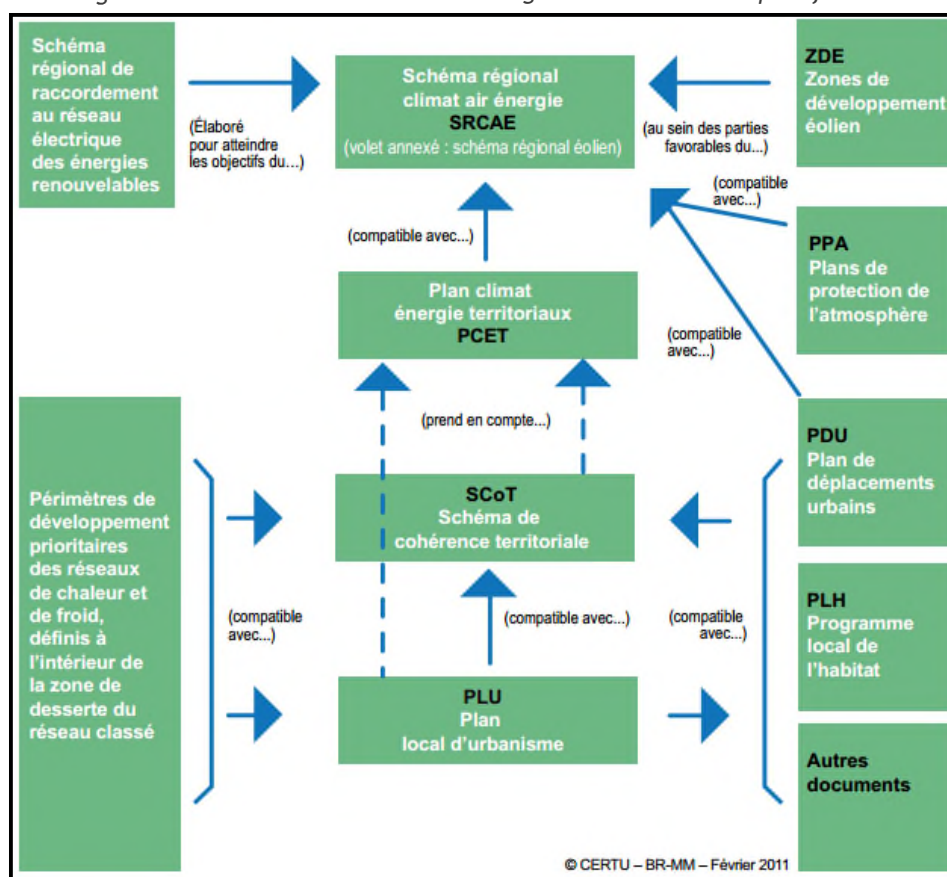 Schéma
régional de
raccordement
au réseau
électrique
des énergies
renouvelables
(Élaboré
pour atteindre
les objectifs du...)
Schéma régional
climat air énergie
SRCAE
(volet annexé : schéma régional éolien)
(au sein des parties
favorables du...)
ZDE
Zones de
développement
éolien
(compatible
avec...)
PPA
Plans de
protection de
l'atmosphère
(compatible avec...)
Plan climat
énergie territoriaux
PCET
(compatible
avec...)
(prend en compte...)
PDU
Plan de
déplacements
urbains
Périmètres de
développement
prioritaires
des réseaux
de chaleur et
de froid,
définis à
l'intérieur de
la zone de
desserte du
réseau classé
SCoT
Schéma de
cohérence territoriale
(compatible
avec...)
(compatible avec...)
(compatible
avec...)
PLH
Programme
local de
l'habitat
PLU
Plan
local d'urbanisme
Autres
documents
© CERTU – BR-MM – Février 2011